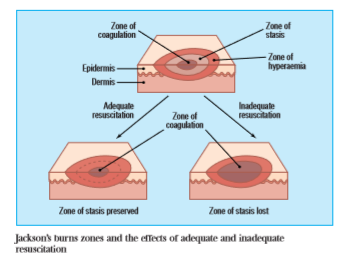 Zone of
coagulation
Zone of
stasis
Zone of
hyperaemia
Epidermis
Dermis
Adequate
resuscitation
Zone of
coagulation
Inadequate
resuscitation
Zone of stasis preserved
Zone of stasis lost
Jackson's burns zones and the effects of adequate and inadequate
resuscitation